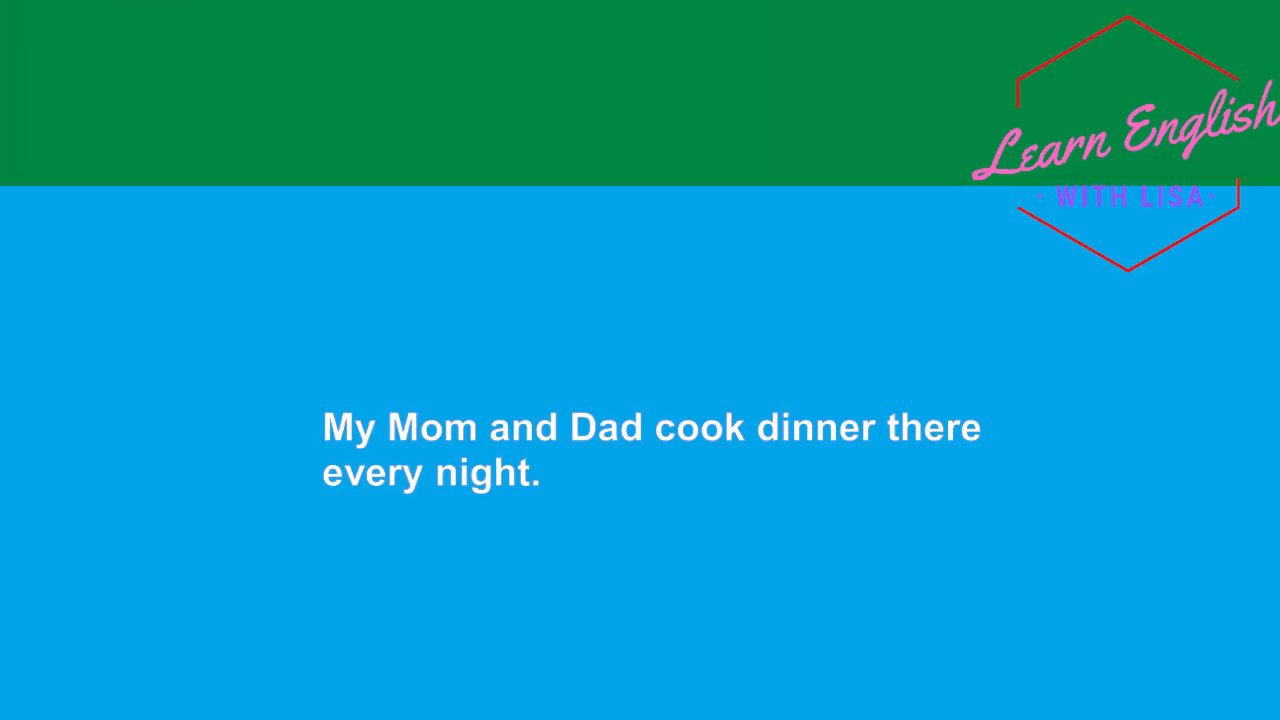 Learn English
· WITH LISA ·
My Mom and Dad cook dinner there
every night.